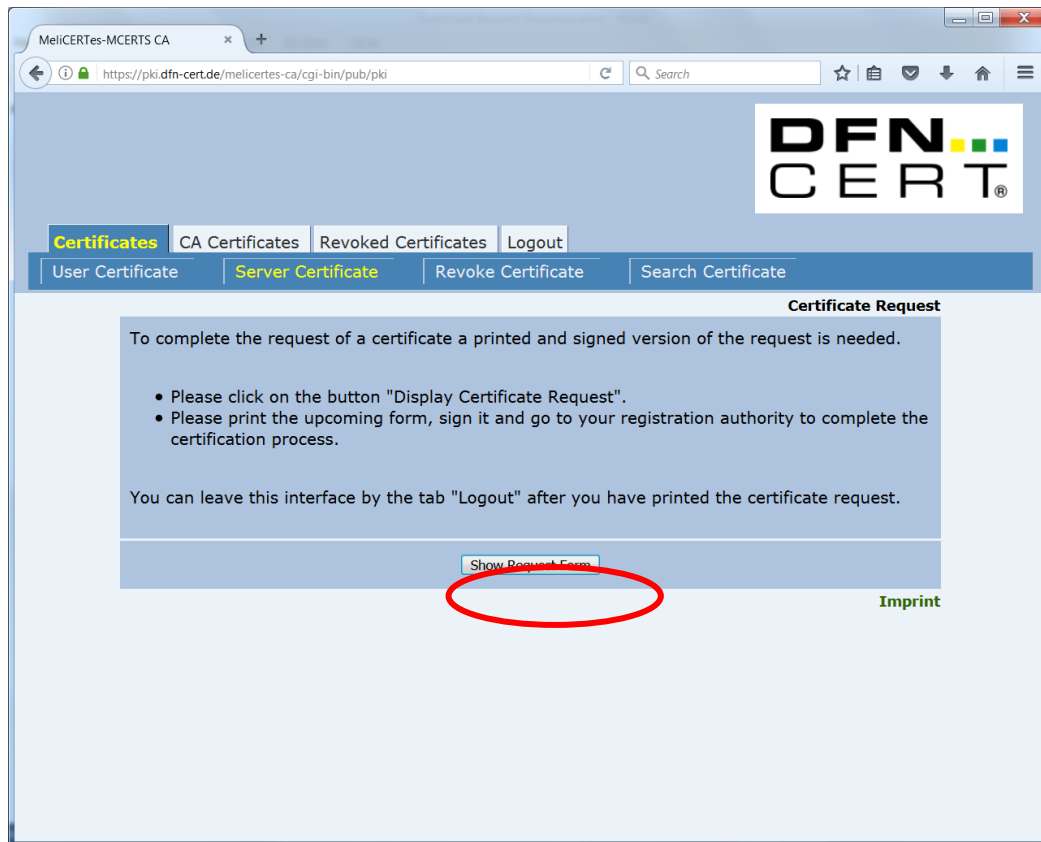 MeliCERTes-MCERTS CA
https://pki.dfn-cert.de/melicertes-ca/cgi-bin/pub/pki
Search
DFN
CERT®
Certificates CA Certificates Revoked Certificates Logout
User Certificate Server Certificate Revoke Certificate Search Certificate
Certificate Request
To complete the request of a certificate a printed and signed version of the request is needed.
• Please click on the button "Display Certificate Request".
• Please print the upcoming form, sign it and go to your registration authority to complete the
certification process.
You can leave this interface by the tab "Logout" after you have printed the certificate request.
Show Request Form
Imprint